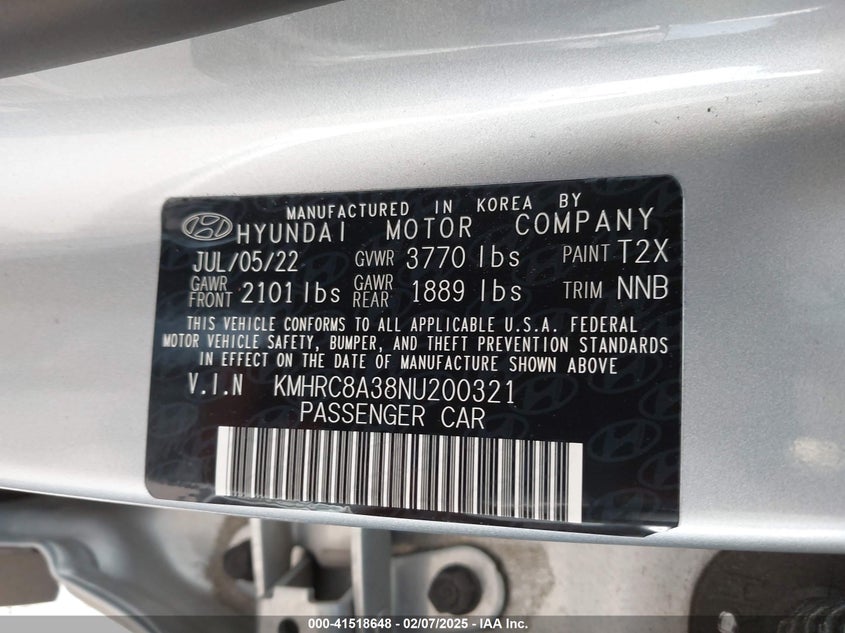 MANUFACTURED IN KOREA BY
HYUNDAI MOTOR COMPANY
JUL/05/22 GVWR 3770 lbs PAINT T2X
GAWR FRONT 2101 lbs GAWR REAR 1889 lbs TRIM NNB
THIS VEHICLE CONFORMS TO ALL APPLICABLE U.S.A. FEDERAL
MOTOR VEHICLE SAFETY, BUMPER, AND THEFT PREVENTION STANDARDS
IN EFFECT ON THE DATE OF MANUFACTURE SHOWN ABOVE
V.I.N KMHRC8A38NU200321
PASSENGER CAR
000-41518648 - 02/07/2025 - IAA Inc.